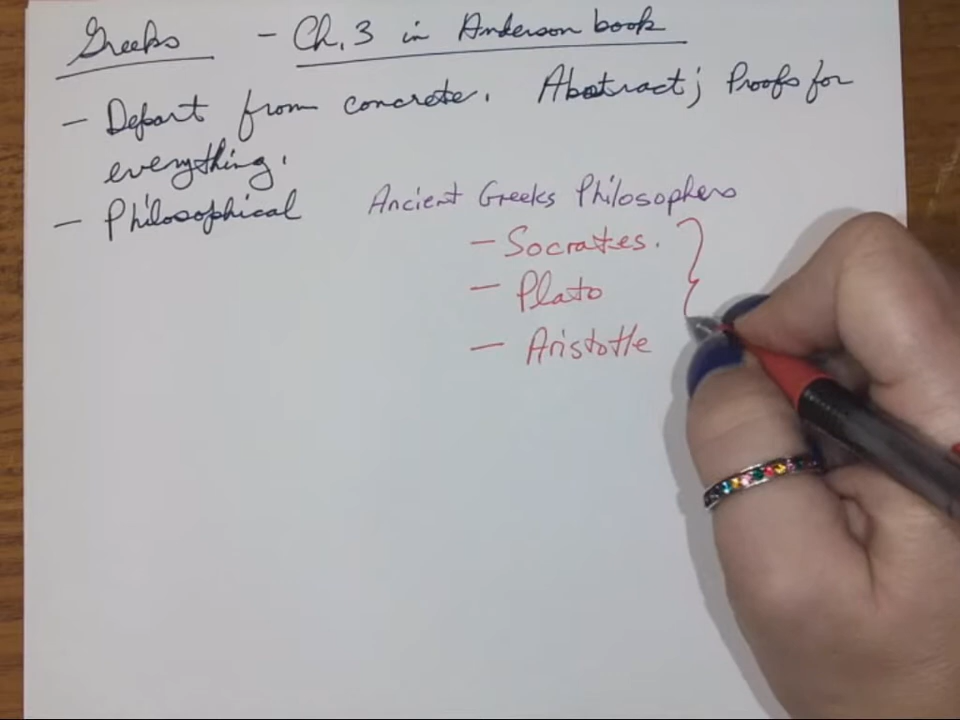 Greeks - Ch. 3 in Anderson book
- Depart from concrete. Abstract; Proofs for
everything.
- Philosophical
Ancient Greeks Philosophers
- Socrates.
- Plato
- Aristotle